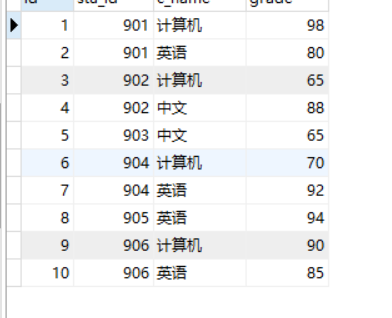 id stu_id c_name grade
1 901 计算机 98
2 901 英语 80
3 902 计算机 65
4 902 中文 88
5 903 中文 65
6 904 计算机 70
7 904 英语 92
8 905 英语 94
9 906 计算机 90
10 906 英语 85